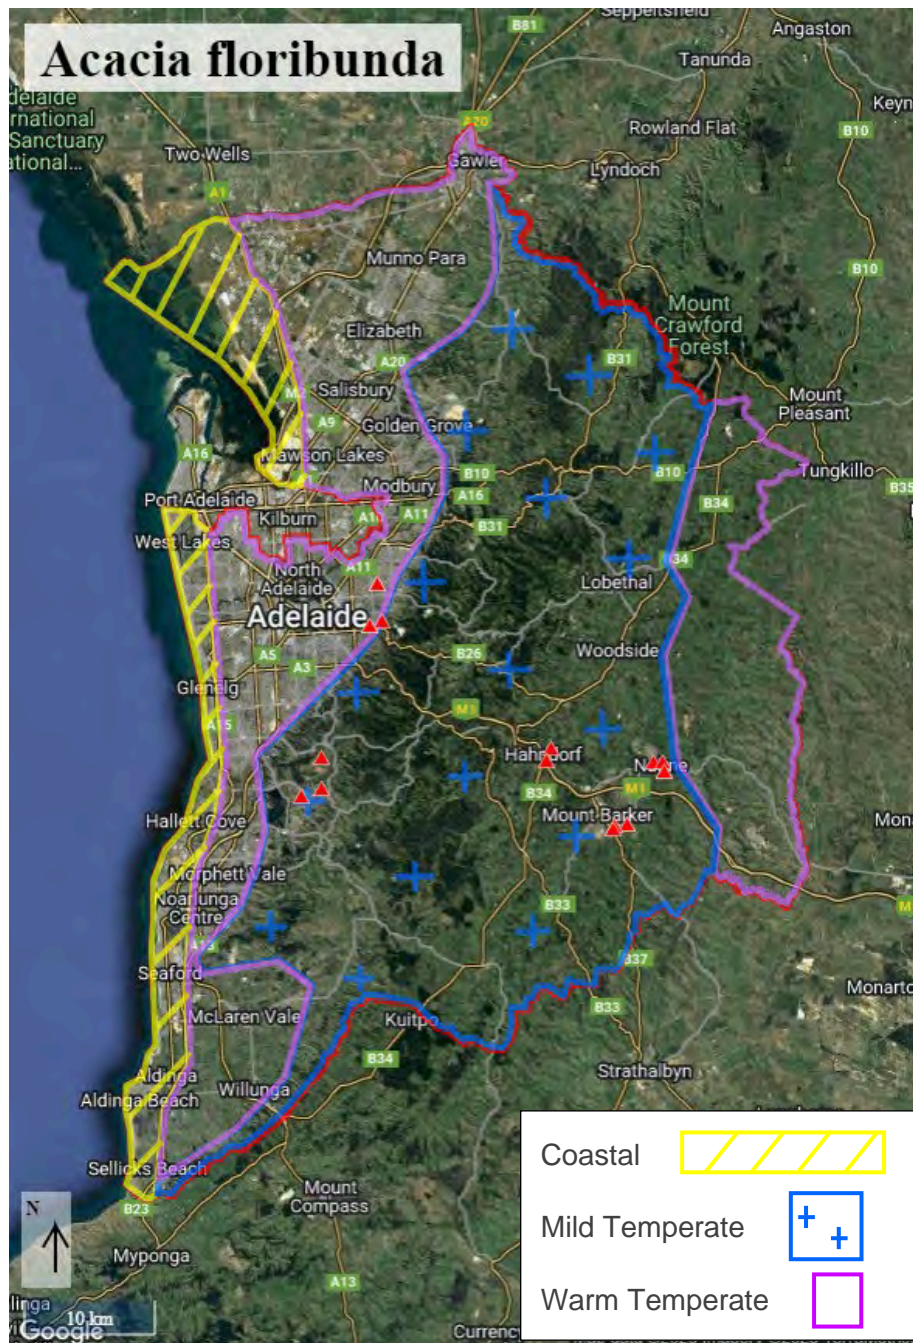 Acacia floribunda
Seppeltsfield
B81
Angaston
Tanunda
delaide
rnational
Sanctuary
ational...
A20
Keyn
Rowland Flat
B10
Two Wells
Gawler
Lyndoch
A1
Munno Para
B10
Mount
Crawford
Forest
Elizabeth
A20
B31
Salisbury
M2
Mount
Pleasant
A9
Golden Grove
A16
Mawson Lakes
B10
B10
Tungkillo
Modbury
A16
B34
B35
Port Adelaide
A11
Kilburn
B31
West Lakes
A11
B34
North
Adelaide
Lobethal
Adelaide
A5
A3
B26
Woodside
Glenelg
M1
Hahndorf
B34
M1
Hallett Cove
Mount Barker
Mona
Morphett Vale
Noarlunga
Centre
B33
A13
Seaford
B37
Monarto
McLaren Vale
Kuitpo
B33
B34
Strathalbyn
Aldinga
Willunga
Aldinga Beach
Coastal
Sellicks Beach
Mount
Compass
N
B23
Mild Temperate
Myponga
A13
10 km
Warm Temperate
Google
Currency